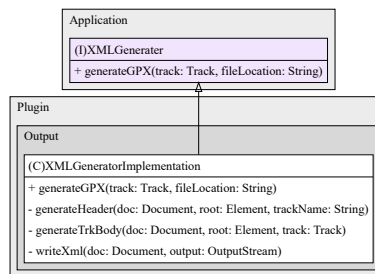 Application
(I)XMLGenerater
+ generateGPX(track: Track, fileLocation: String)
Plugin
Output
(C)XMLGeneratorImplementation
+ generateGPX(track: Track, fileLocation: String)
- generateHeader(doc: Document, root: Element, trackName: String)
- generateTrkBody(doc: Document, root: Element, track: Track)
- writeXml(doc: Document, output: OutputStream)